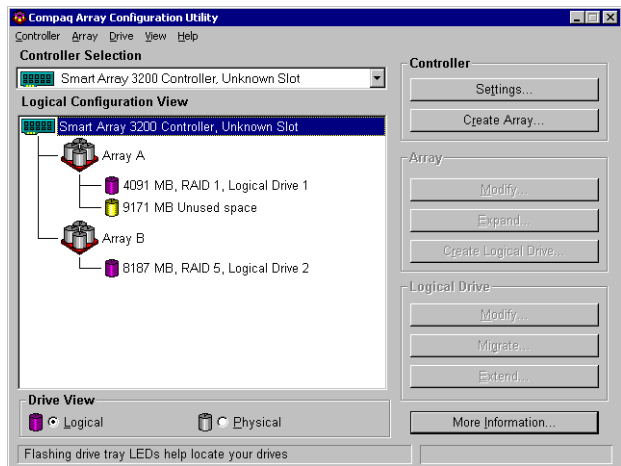 Compaq Array Configuration Utility
Controller Array Drive View Help
Controller Selection
Smart Array 3200 Controller, Unknown Slot
Logical Configuration View
Smart Array 3200 Controller, Unknown Slot
Array A
4091 MB, RAID 1, Logical Drive 1
9171 MB Unused space
Array B
8187 MB, RAID 5, Logical Drive 2
Drive View
Logical
Physical
Controller
Settings...
Create Array...
Array
Modify...
Expand...
Create Logical Drive...
Logical Drive
Modify...
Migrate...
Extend...
More Information...
Flashing drive tray LEDs help locate your drives